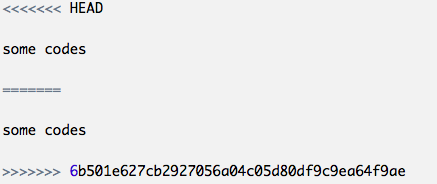 <<<<<<< HEAD
some codes
=======
some codes
>>>>>>> 6b501e627cb2927056a04c05d80df9c9ea64f9ae